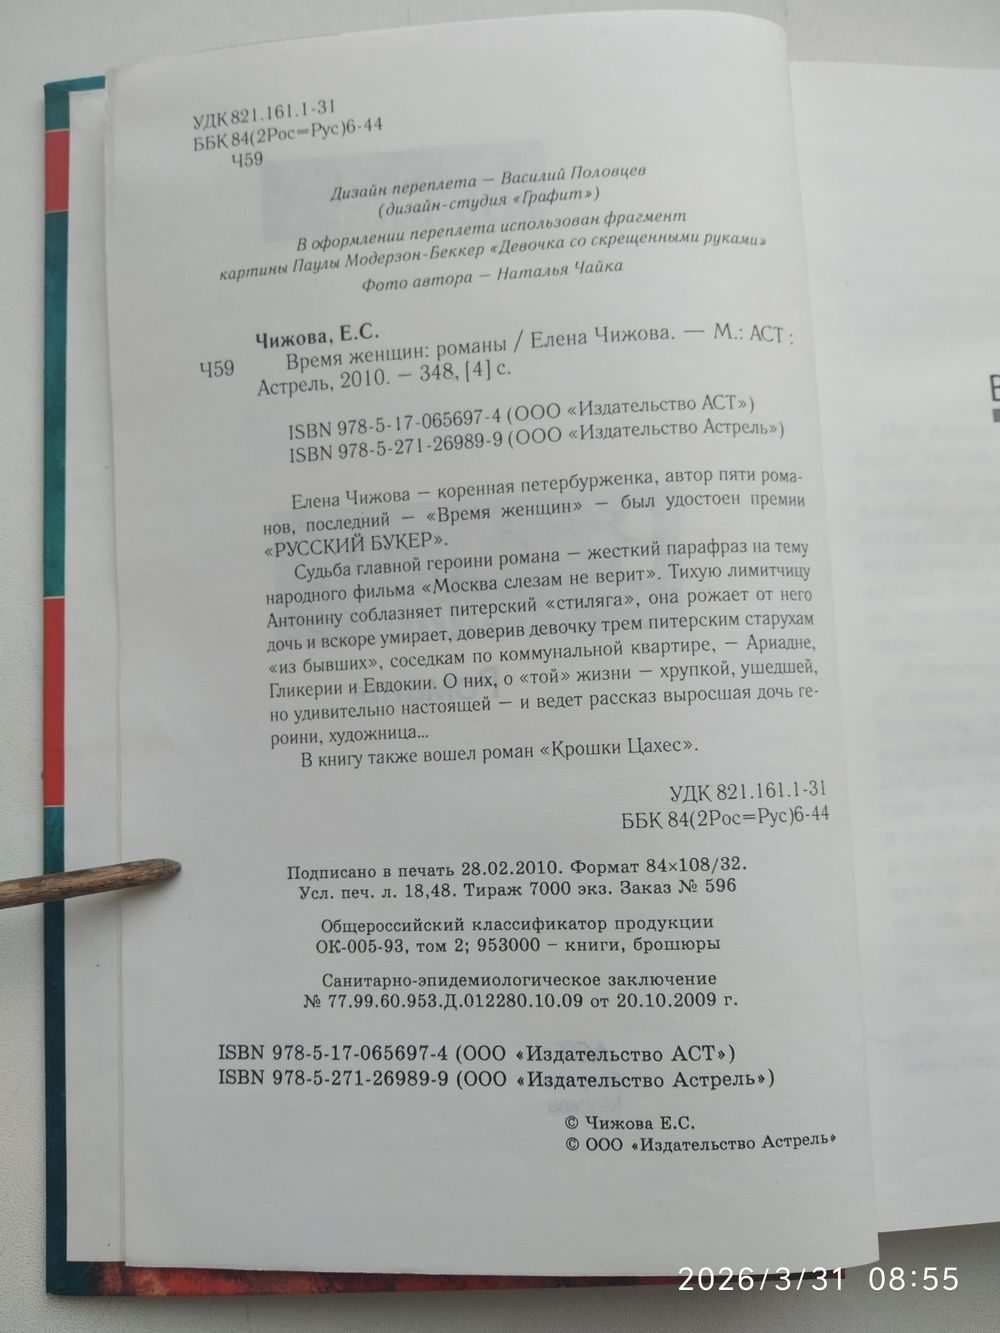 УДК 821.161.1-31
ББК 84(2Рос=Рус)6-44
Ч59
Дизайн переплета — Василий Половцев
(дизайн-студия «Графит»)
В оформлении переплета использован фрагмент
картины Паулы Модерзон-Беккер «Девочка со скрещенными руками»
Фото автора — Наталья Чайка
Чижова, Е.С.
Ч59 Время женщин: романы / Елена Чижова. — М.: АСТ :
Астрель, 2010. — 348, [4] с.
ISBN 978-5-17-065697-4 (ООО «Издательство АСТ»)
ISBN 978-5-271-26989-9 (ООО «Издательство Астрель»)
Елена Чижова — коренная петербурженка, автор пяти рома-
нов, последний — «Время женщин» — был удостоен премии
«РУССКИЙ БУКЕР».
Судьба главной героини романа — жесткий парафраз на тему
народного фильма «Москва слезам не верит». Тихую лимитчицу
Антонину соблазняет питерский «стиляга», она рожает от него
дочь и вскоре умирает, доверив девочку трем питерским старухам
«из бывших», соседкам по коммунальной квартире, — Ариадне,
Гликерии и Евдокии. О них, о «той» жизни — хрупкой, ушедшей,
но удивительно настоящей — и ведет рассказ выросшая дочь ге-
роини, художница...
В книгу также вошел роман «Крошки Цахес».
УДК 821.161.1-31
ББК 84(2Рос=Рус)6-44
Подписано в печать 28.02.2010. Формат 84×108/32.
Усл. печ. л. 18,48. Тираж 7000 экз. Заказ № 596
Общероссийский классификатор продукции
ОК-005-93, том 2; 953000 – книги, брошюры
Санитарно-эпидемиологическое заключение
№ 77.99.60.953.Д.012280.10.09 от 20.10.2009 г.
ISBN 978-5-17-065697-4 (ООО «Издательство АСТ»)
ISBN 978-5-271-26989-9 (ООО «Издательство Астрель»)
© Чижова Е.С.
© ООО «Издательство Астрель»
2026/3/31 08:55